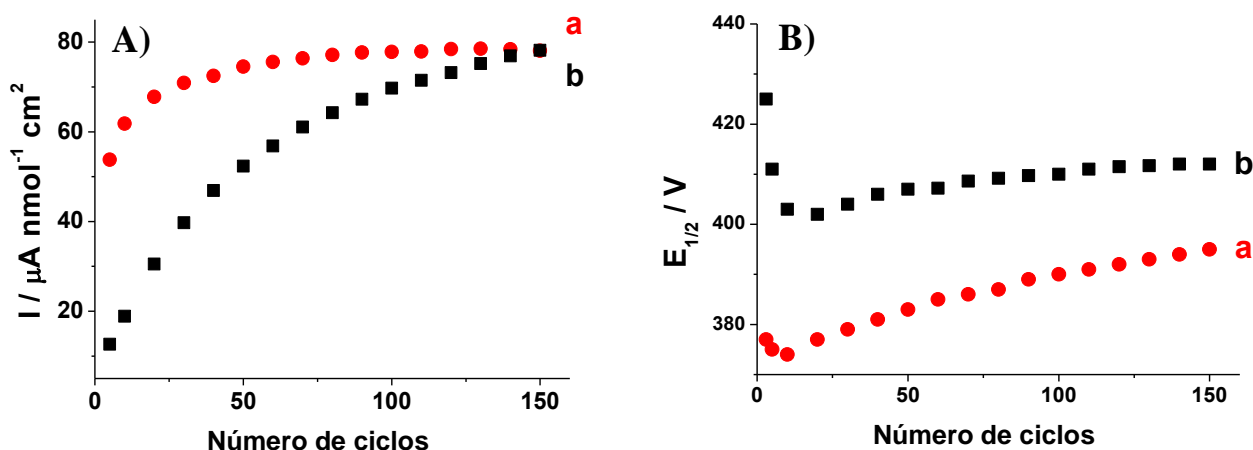 A)
a
b
80
60
40
20
0
50
100
150
I / μA nmol⁻¹ cm²
Número de ciclos
B)
b
a
440
420
400
380
0
50
100
150
E₁/₂ / V
Número de ciclos